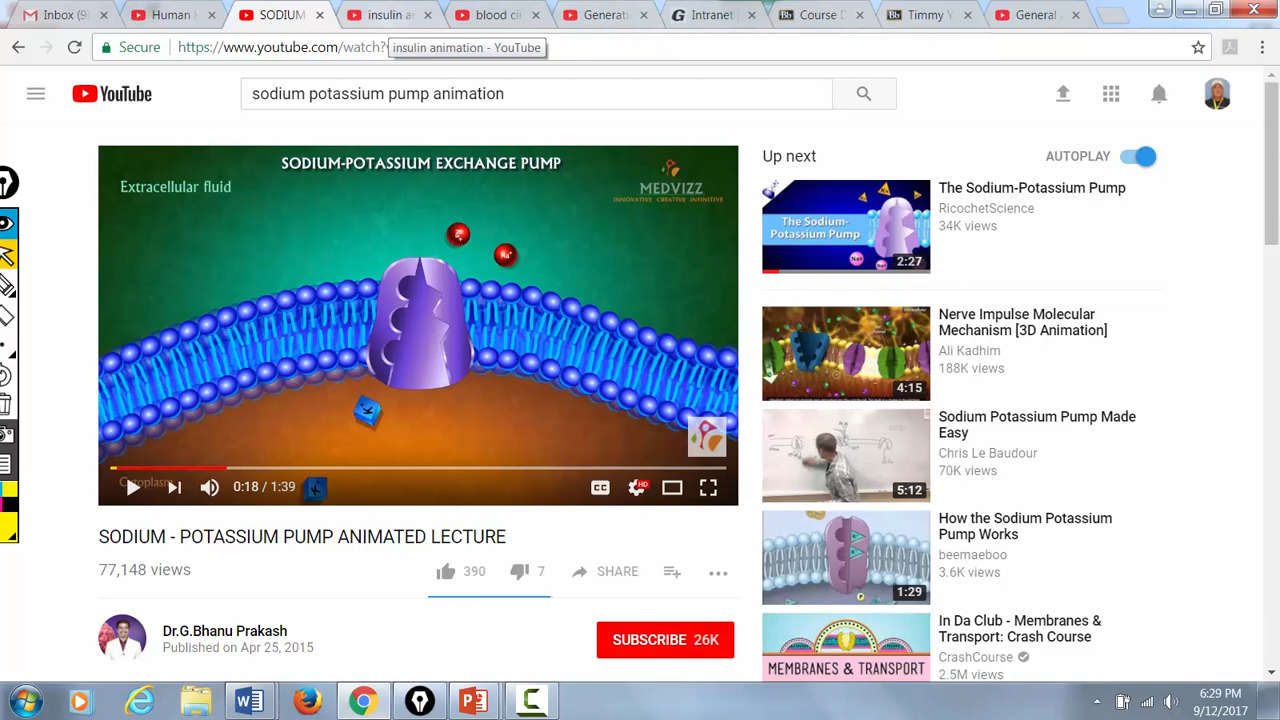 Inbox (9)
Human
SODIUM
insulin a
blood cl
Generat
Intranet
Course D
Timmy
General
Secure
https://www.youtube.com/watch?
insulin animation - YouTube
YouTube
sodium potassium pump animation
SODIUM-POTASSIUM EXCHANGE PUMP
Extracellular fluid
MEDVIZZ
INNOVATIVE CREATIVE INFINITIVE
Na+
Cytoplasm
0:18 / 1:39
CC
HD
SODIUM - POTASSIUM PUMP ANIMATED LECTURE
77,148 views
390
7
SHARE
Dr.G.Bhanu Prakash
Published on Apr 25, 2015
SUBSCRIBE 26K
Up next
AUTOPLAY
The Sodium-
Potassium Pump
Na+
2:27
The Sodium-Potassium Pump
RicochetScience
34K views
4:15
Nerve Impulse Molecular
Mechanism [3D Animation]
Ali Kadhim
188K views
5:12
Sodium Potassium Pump Made
Easy
Chris Le Baudour
70K views
1:29
How the Sodium Potassium
Pump Works
beemaeboo
3.6K views
MEMBRANES & TRANSPORT
In Da Club - Membranes &
Transport: Crash Course
CrashCourse
2.5M views
6:29 PM
9/12/2017